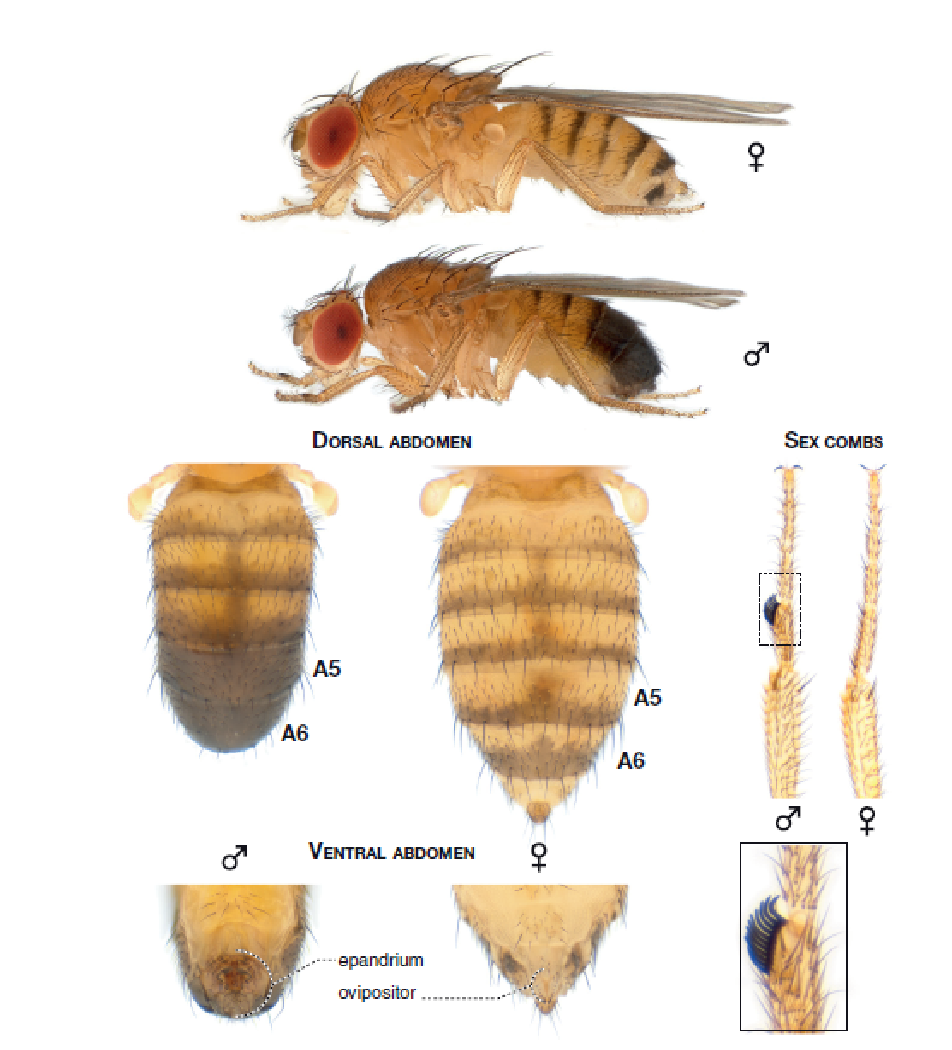 ♀
♂
DORSAL ABDOMEN
SEX COMBS
A5
A6
A5
A6
♂ ♀
♂
VENTRAL ABDOMEN
♀
epandrium
ovipositor